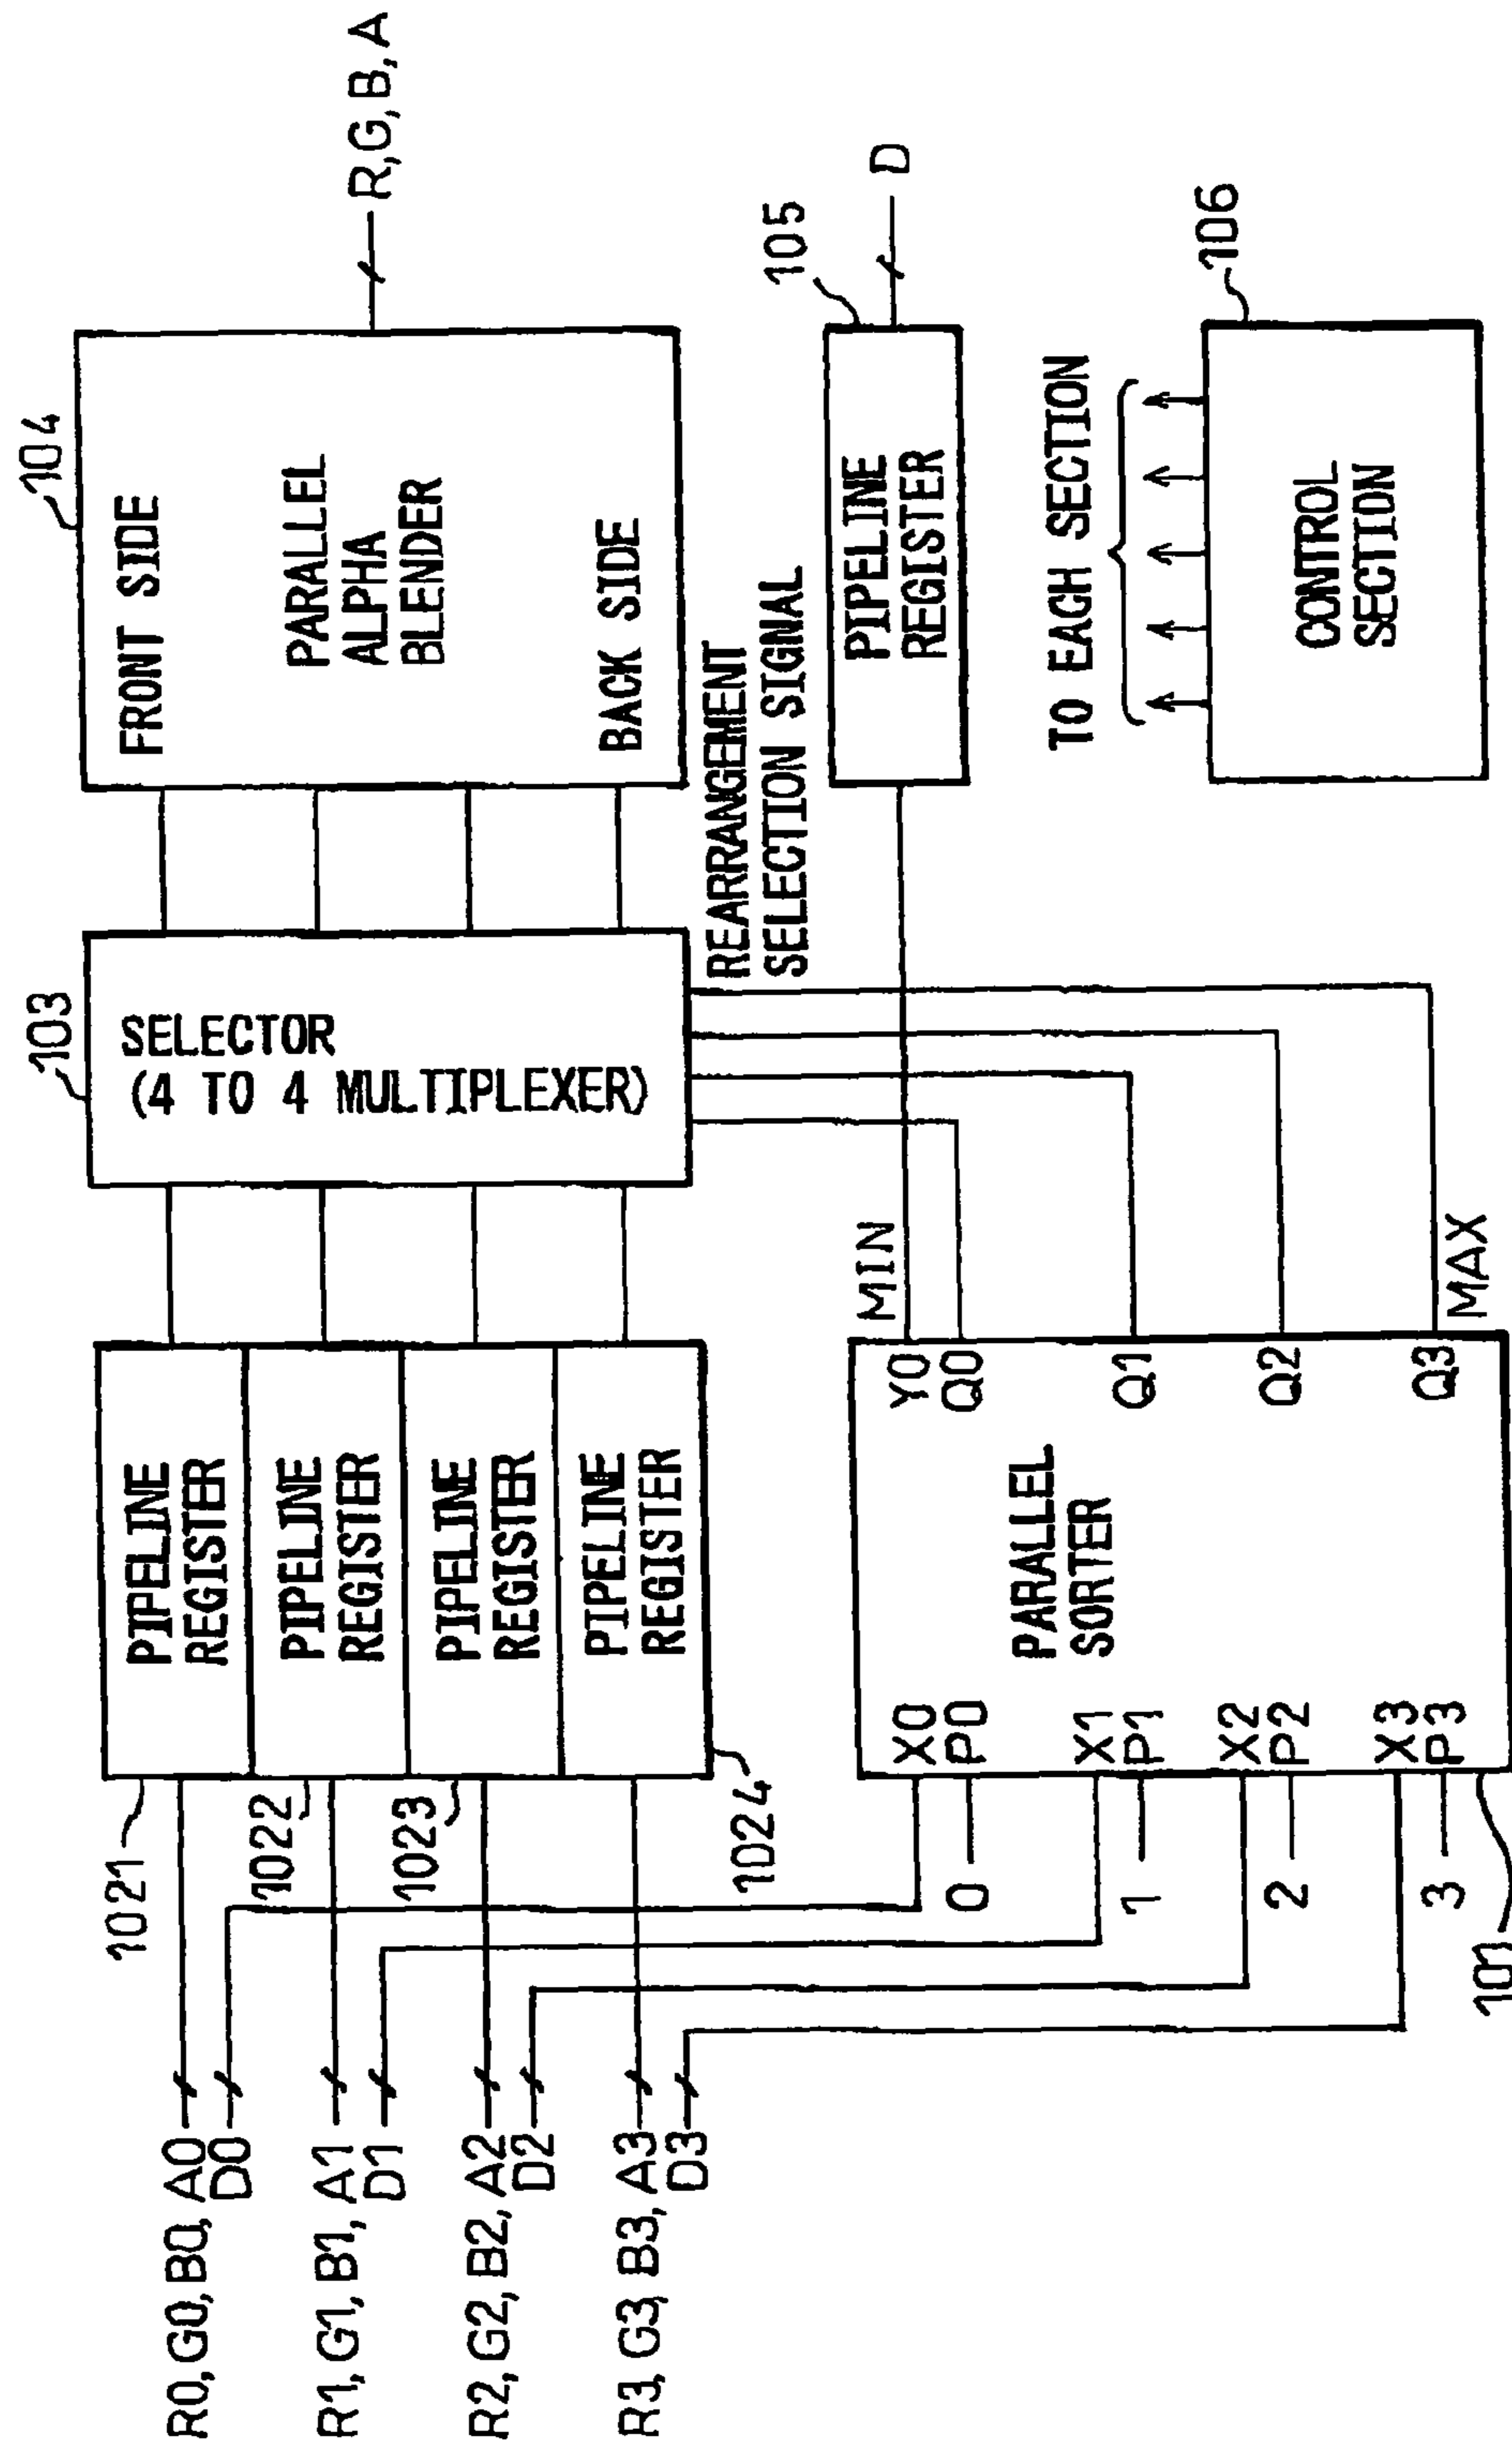 R0, G0, B0, A0
D0
R1, G1, B1, A1
D1
R2, G2, B2, A2
D2
R3, G3, B3, A3
D3
1021
1022
1023
1024
PIPELINE
REGISTER
PIPELINE
REGISTER
PIPELINE
REGISTER
PIPELINE
REGISTER
103
SELECTOR
(4 TO 4 MULTIPLEXER)
104
FRONT SIDE
PARALLEL
ALPHA
BLENDER
BACK SIDE
R, G, B, A
REARRANGEMENT
SELECTION SIGNAL
0
1
2
3
101
X0
P0
X1
P1
X2
P2
X3
P3
PARALLEL
SORTER
Y0
Q0
Q1
Q2
Q3
MIN
MAX
105
PIPELINE
REGISTER
D
TO EACH SECTION
106
CONTROL
SECTION